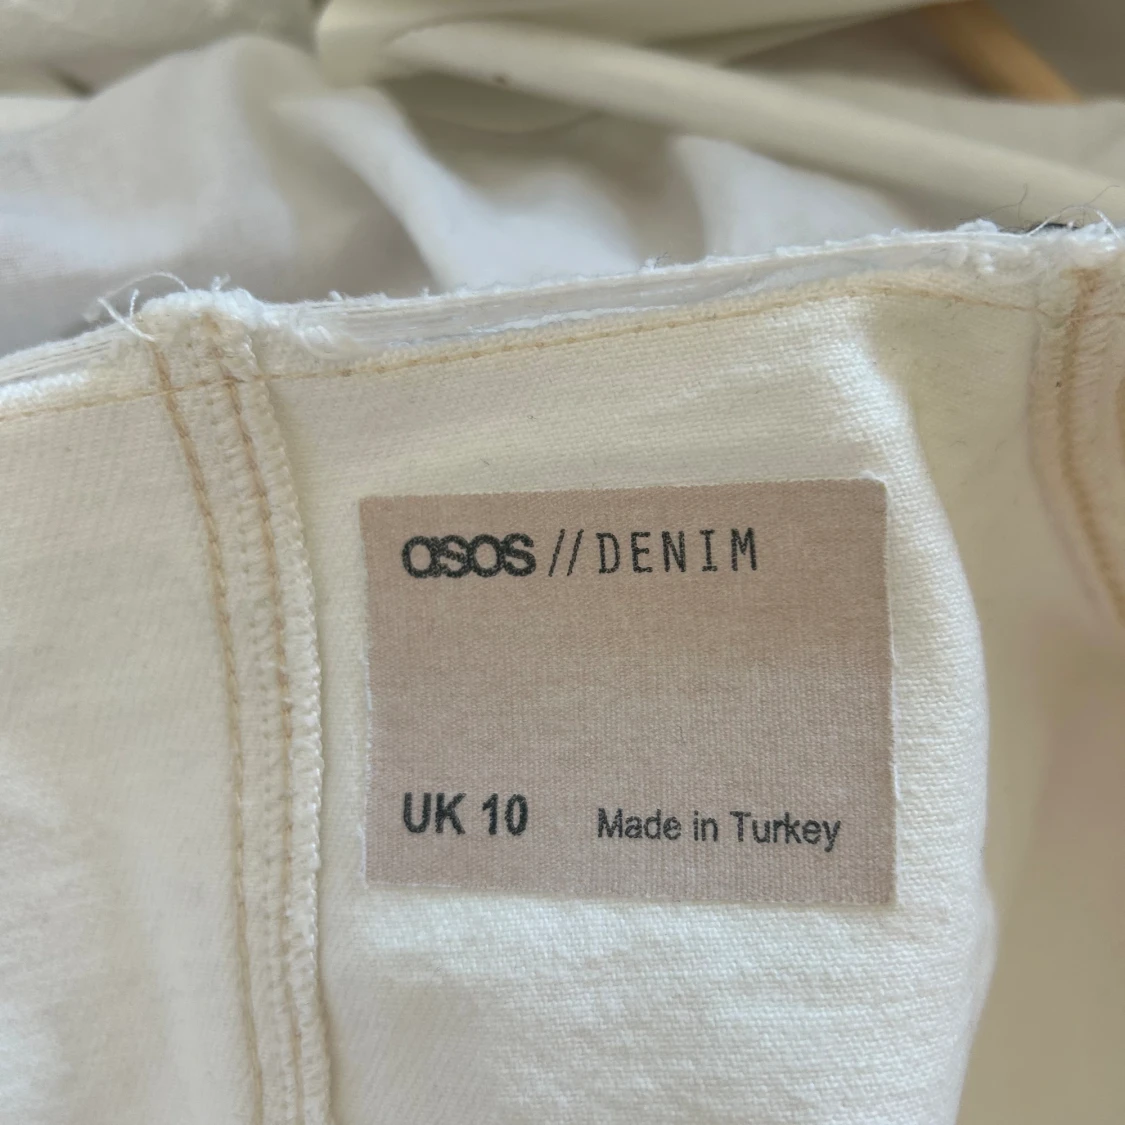 asos // DENIM
UK 10 Made in Turkey